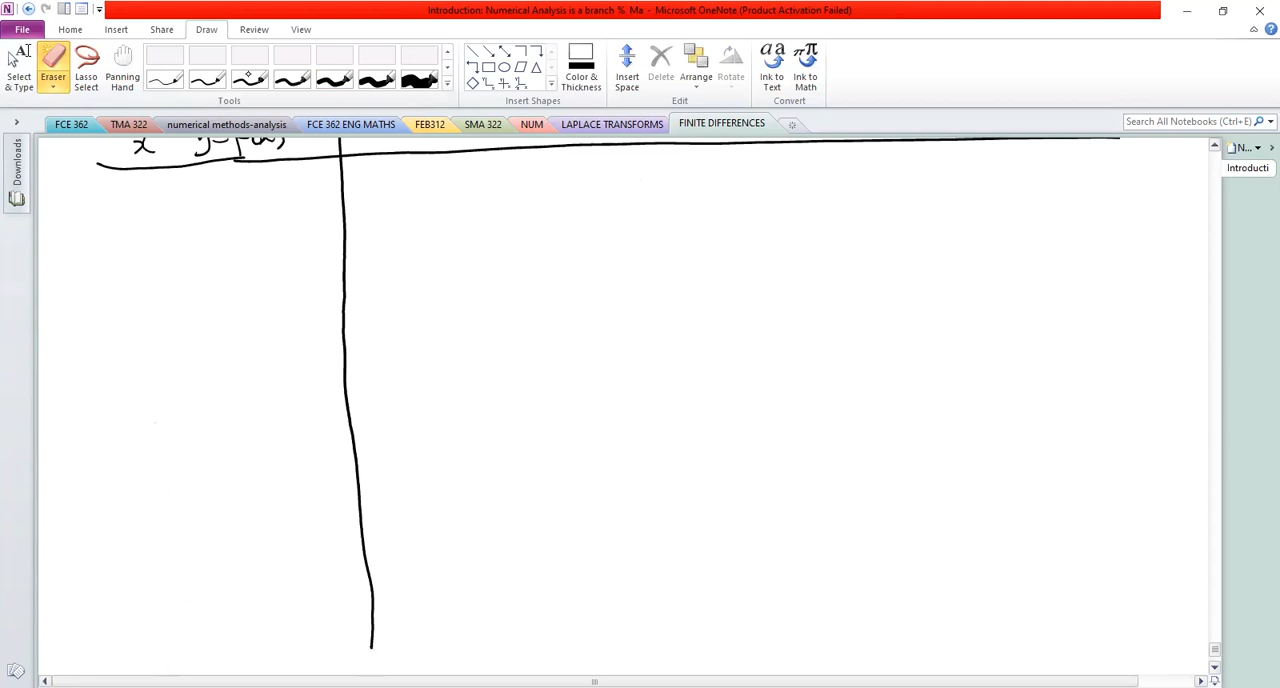 Introduction: Numerical Analysis is a branch %. Ma - Microsoft OneNote (Product Activation Failed)
File Home Insert Share Draw Review View
Select & Type Eraser Lasso Select Panning Hand Color & Thickness Insert Space Delete Arrange Rotate Ink to Text Ink to Math
Tools Insert Shapes Edit Convert
FCE 362 TMA 322 numerical methods-analysis FCE 362 ENG MATHS FEB312 SMA 322 NUM LAPLACE TRANSFORMS FINITE DIFFERENCES Search All Notebooks (Ctrl+E)
Downloads
N...
Introducti
x y=f(x)